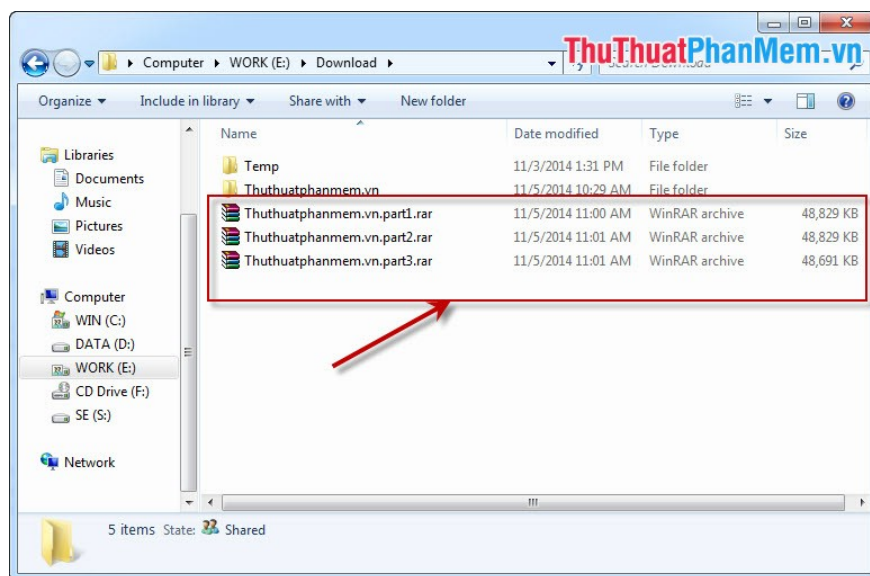 ThuThuatPhanMem.vn
Computer WORK (E:) Download
Organize Include in library Share with New folder
Name Date modified Type Size
Libraries
Documents
Music
Pictures
Videos
Computer
WIN (C:)
DATA (D:)
WORK (E:)
CD Drive (F:)
SE (S:)
Network
Temp 11/3/2014 1:31 PM File folder
Thuthuatphanmem.vn 11/5/2014 10:29 AM File folder
Thuthuatphanmem.vn.part1.rar 11/5/2014 11:00 AM WinRAR archive 48,829 KB
Thuthuatphanmem.vn.part2.rar 11/5/2014 11:01 AM WinRAR archive 48,829 KB
Thuthuatphanmem.vn.part3.rar 11/5/2014 11:01 AM WinRAR archive 48,691 KB
5 items State: Shared